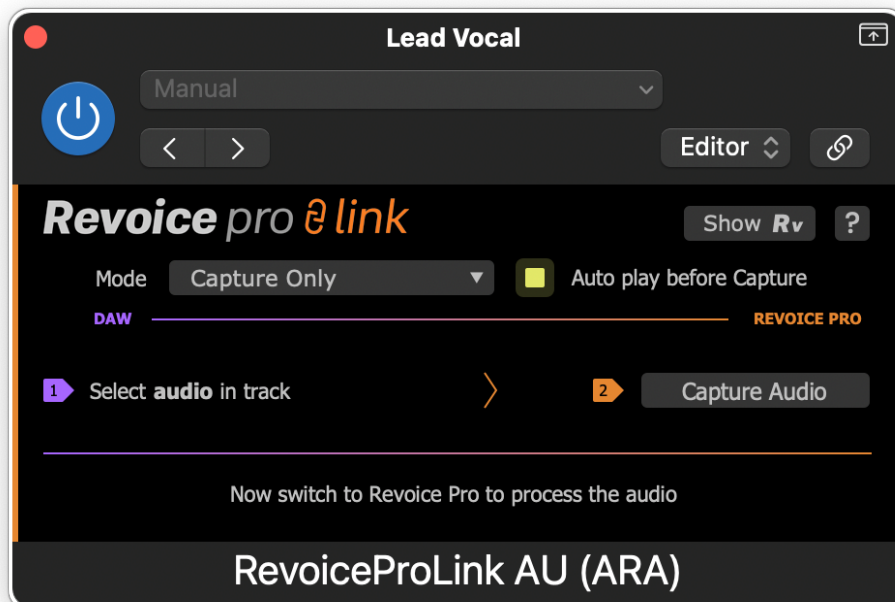 Lead Vocal
Manual
Editor
Revoice pro link
Show Rv ?
Mode Capture Only Auto play before Capture
DAW REVOICE PRO
1 Select audio in track 2 Capture Audio
Now switch to Revoice Pro to process the audio
RevoiceProLink AU (ARA)